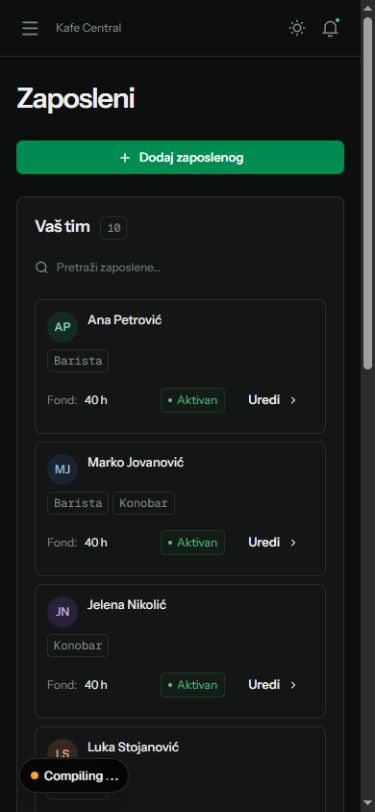 Kafe Central
Zaposleni
+ Dodaj zaposlenog
Vaš tim 10
Pretraži zaposlene...
AP Ana Petrović
Barista
Fond: 40 h • Aktivan Uredi >
MJ Marko Jovanović
Barista Konobar
Fond: 40 h • Aktivan Uredi >
JN Jelena Nikolić
Konobar
Fond: 40 h • Aktivan Uredi >
LS Luka Stojanović
Compiling ...